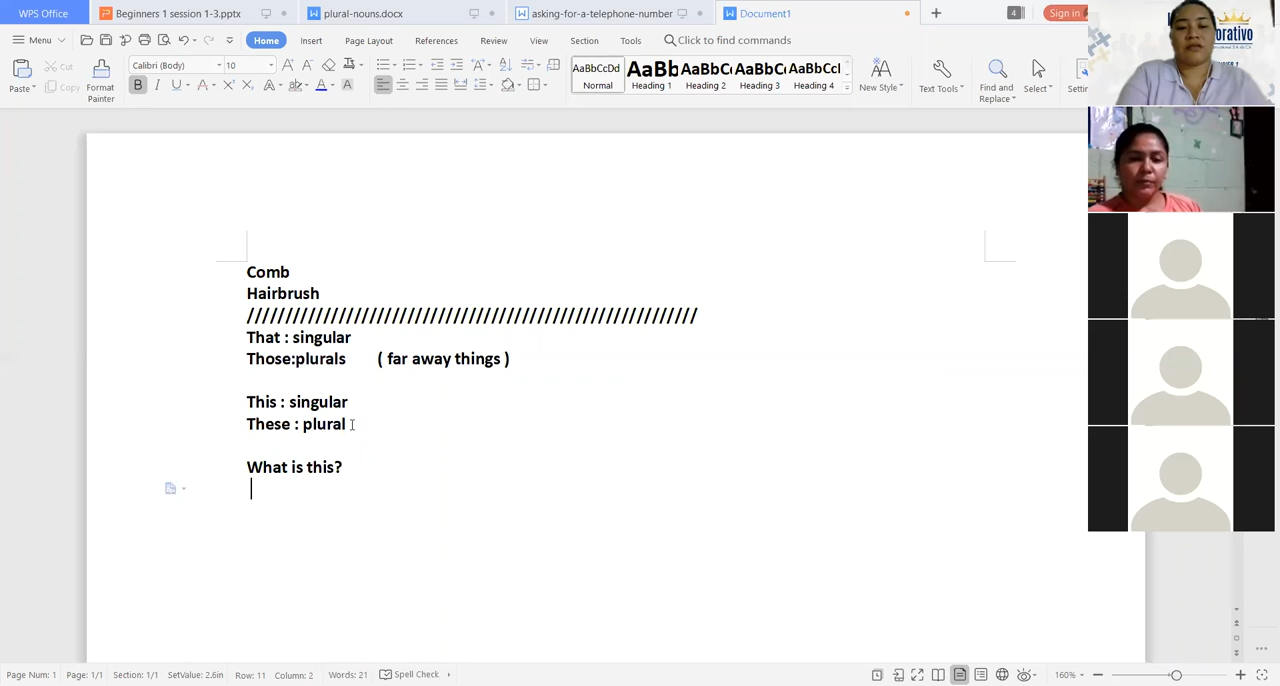 WPS Office
Beginners 1 session 1-3.pptx
plural-nouns.docx
asking-for-a-telephone-number
Document1
4
Sign in
Menu
Home
Insert
Page Layout
References
Review
View
Section
Tools
Click to find commands
Paste
Cut
Copy
Format Painter
Calibri (Body)
10
AaBbCcDd
Normal
AaBb
Heading 1
AaBbC
Heading 2
AaBbC
Heading 3
AaBbCcI
Heading 4
New Style
Text Tools
Find and Replace
Select
Comb
Hairbrush
///////////////////////////////////////////////////////////
That : singular
Those:plurals ( far away things )
This : singular
These : plural
What is this?
Page Num: 1
Page: 1/1
Section: 1/1
SetValue: 2.6in
Row: 11
Column: 2
Words: 21
Spell Check
160%